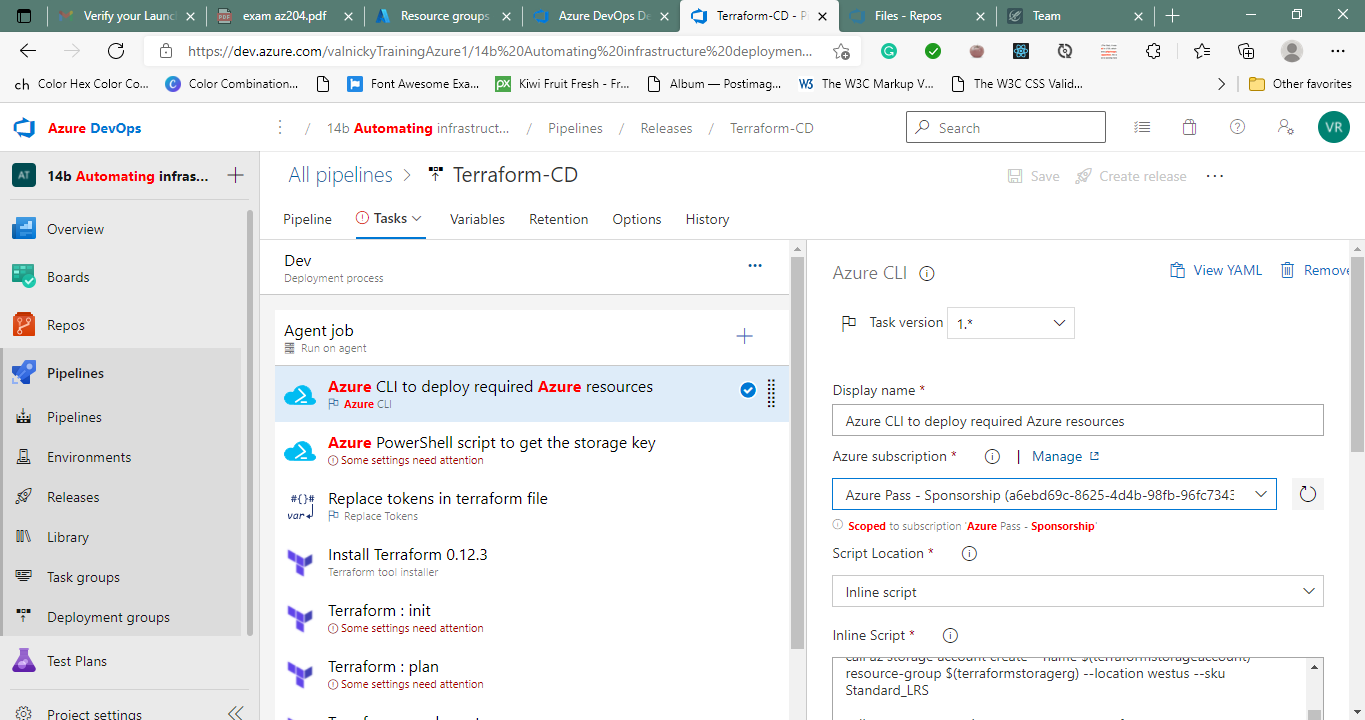 Verify your Launc
exam az204.pdf
Resource groups
Azure DevOps De
Terraform-CD - Pi
Files - Repos
Team
https://dev.azure.com/valnickyTrainingAzure1/14b%20Automating%20infrastructure%20deploymen...
ch Color Hex Color Co...
Color Combination...
Font Awesome Exa...
Kiwi Fruit Fresh - Fr...
Album — Postimag...
The W3C Markup V...
The W3C CSS Valid...
Other favorites
Azure DevOps
/ 14b Automating infrastruct... / Pipelines / Releases / Terraform-CD
Search
VR
AT 14b Automating infras...
Overview
Boards
Repos
Pipelines
Pipelines
Environments
Releases
Library
Task groups
Deployment groups
Test Plans
Project settings
All pipelines > Terraform-CD
Save
Create release
Pipeline
Tasks
Variables
Retention
Options
History
Dev
Deployment process
Agent job
Run on agent
Azure CLI to deploy required Azure resources
Azure CLI
Azure PowerShell script to get the storage key
Some settings need attention
Replace tokens in terraform file
Replace Tokens
Install Terraform 0.12.3
Terraform tool installer
Terraform : init
Some settings need attention
Terraform : plan
Some settings need attention
Azure CLI
View YAML
Remove
Task version 1.*
Display name *
Azure CLI to deploy required Azure resources
Azure subscription * | Manage
Azure Pass - Sponsorship (a6ebd69c-8625-4d4b-98fb-96fc7343
Scoped to subscription 'Azure Pass - Sponsorship'
Script Location *
Inline script
Inline Script *
call az storage account create --name $(terraformstorageaccount) --
resource-group $(terraformstoragerg) --location westus --sku
Standard_LRS